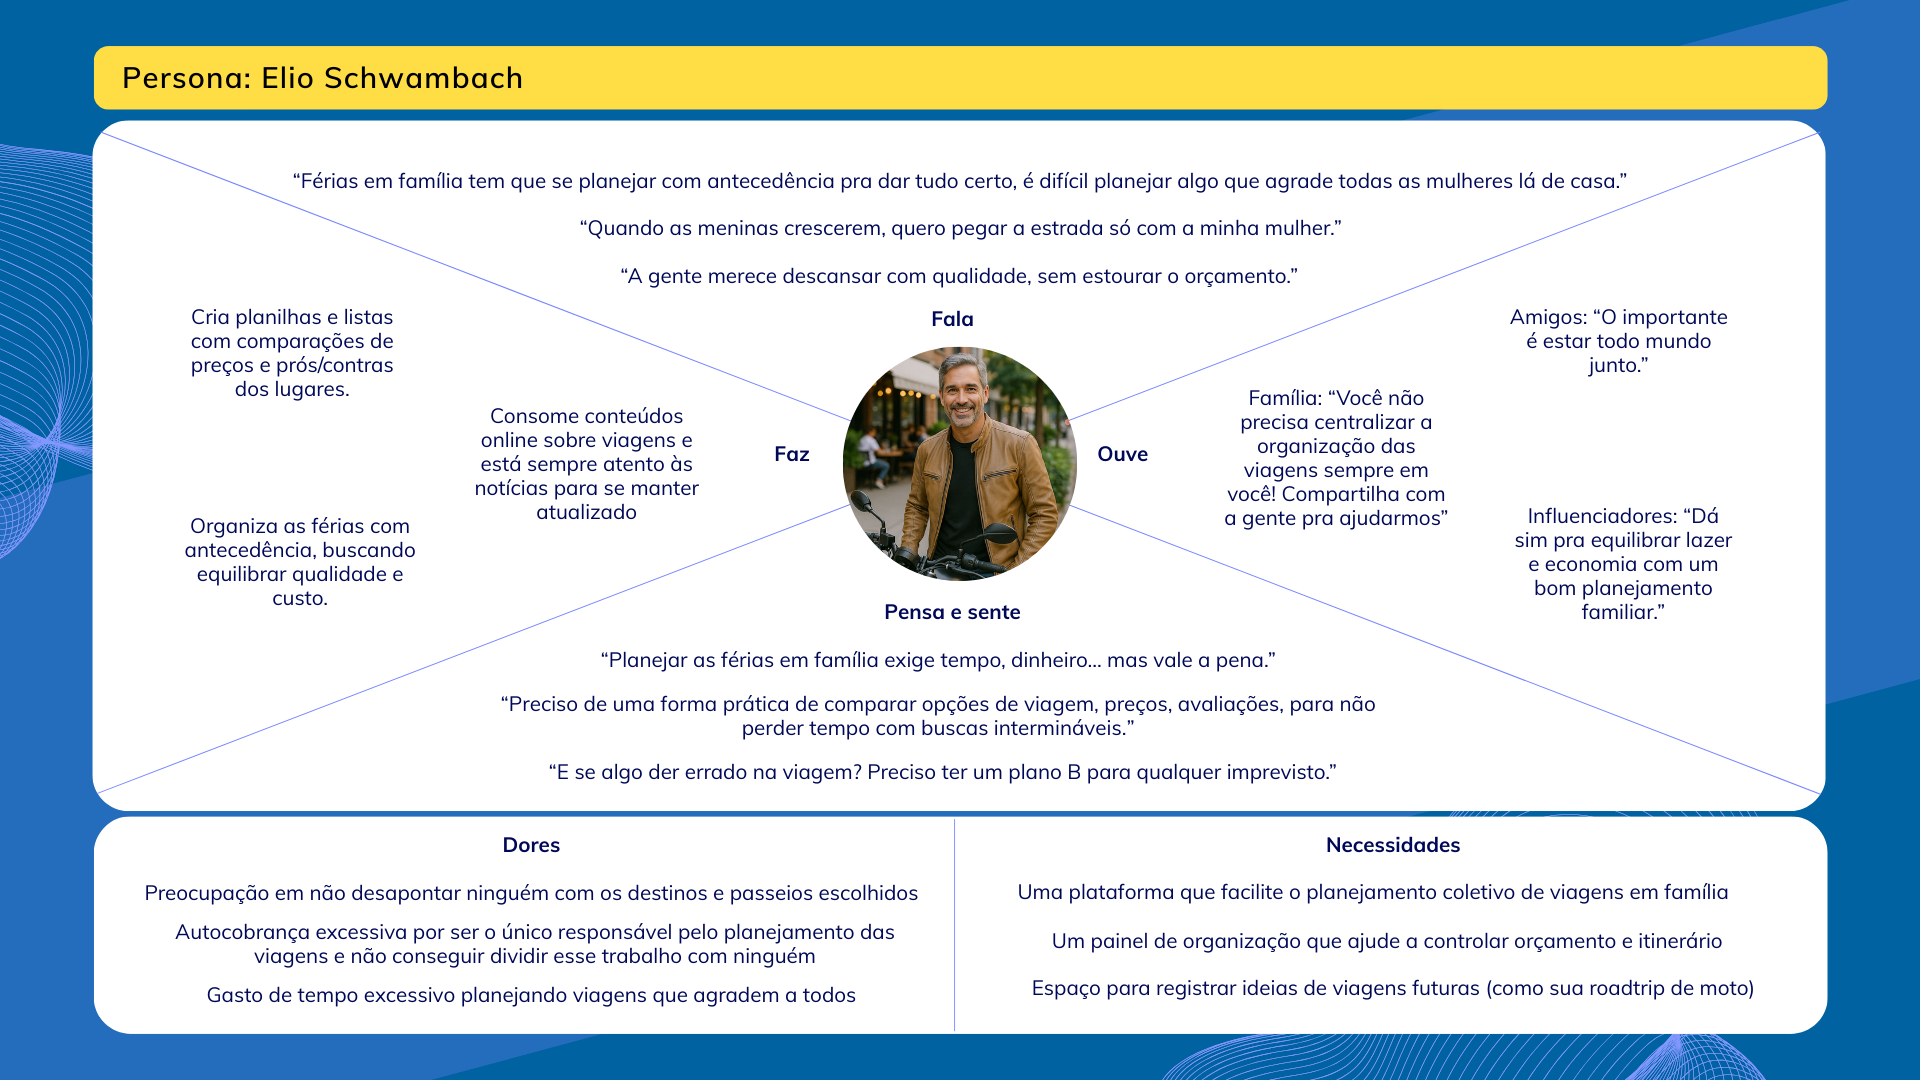 Persona: Elio Schwambach
“Férias em família tem que se planejar com antecedência pra dar tudo certo, é difícil planejar algo que agrade todas as mulheres lá de casa.”
“Quando as meninas crescerem, quero pegar a estrada só com a minha mulher.”
“A gente merece descansar com qualidade, sem estourar o orçamento.”
Fala
Cria planilhas e listas
com comparações de
preços e prós/contras
dos lugares.
Consome conteúdos
online sobre viagens e
está sempre atento às
notícias para se manter
atualizado
Organiza as férias com
antecedência, buscando
equilibrar qualidade e
custo.
Faz
Ouve
Família: “Você não
precisa centralizar a
organização das
viagens sempre em
você! Compartilha com
a gente pra ajudarmos”
Amigos: “O importante
é estar todo mundo
junto.”
Influenciadores: “Dá
sim pra equilibrar lazer
e economia com um
bom planejamento
familiar.”
Pensa e sente
“Planejar as férias em família exige tempo, dinheiro... mas vale a pena.”
“Preciso de uma forma prática de comparar opções de viagem, preços, avaliações, para não
perder tempo com buscas intermináveis.”
“E se algo der errado na viagem? Preciso ter um plano B para qualquer imprevisto.”
Dores
Preocupação em não desapontar ninguém com os destinos e passeios escolhidos
Autocobrança excessiva por ser o único responsável pelo planejamento das
viagens e não conseguir dividir esse trabalho com ninguém
Gasto de tempo excessivo planejando viagens que agradem a todos
Necessidades
Uma plataforma que facilite o planejamento coletivo de viagens em família
Um painel de organização que ajude a controlar orçamento e itinerário
Espaço para registrar ideias de viagens futuras (como sua roadtrip de moto)